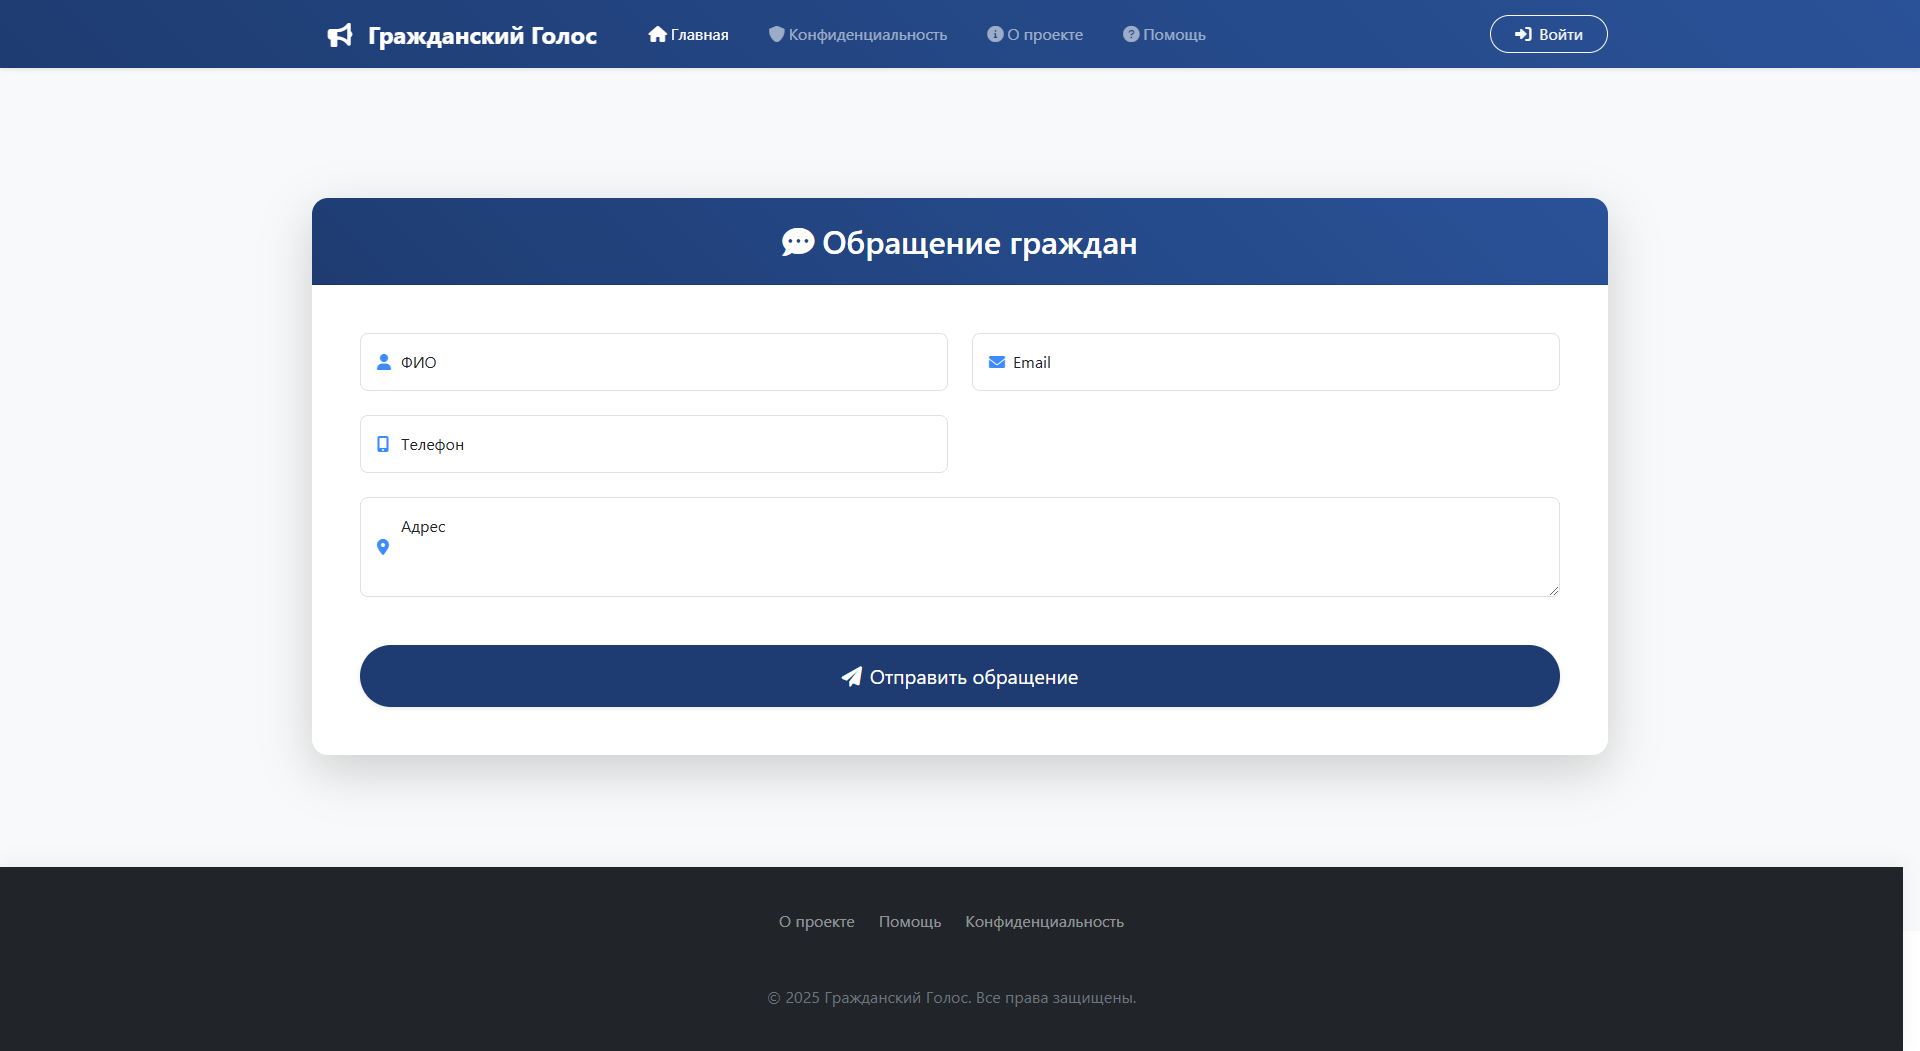 Гражданский Голос
Главная
Конфиденциальность
О проекте
Помощь
Войти
Обращение граждан
ФИО
Email
Телефон
Адрес
Отправить обращение
О проекте
Помощь
Конфиденциальность
© 2025 Гражданский Голос. Все права защищены.